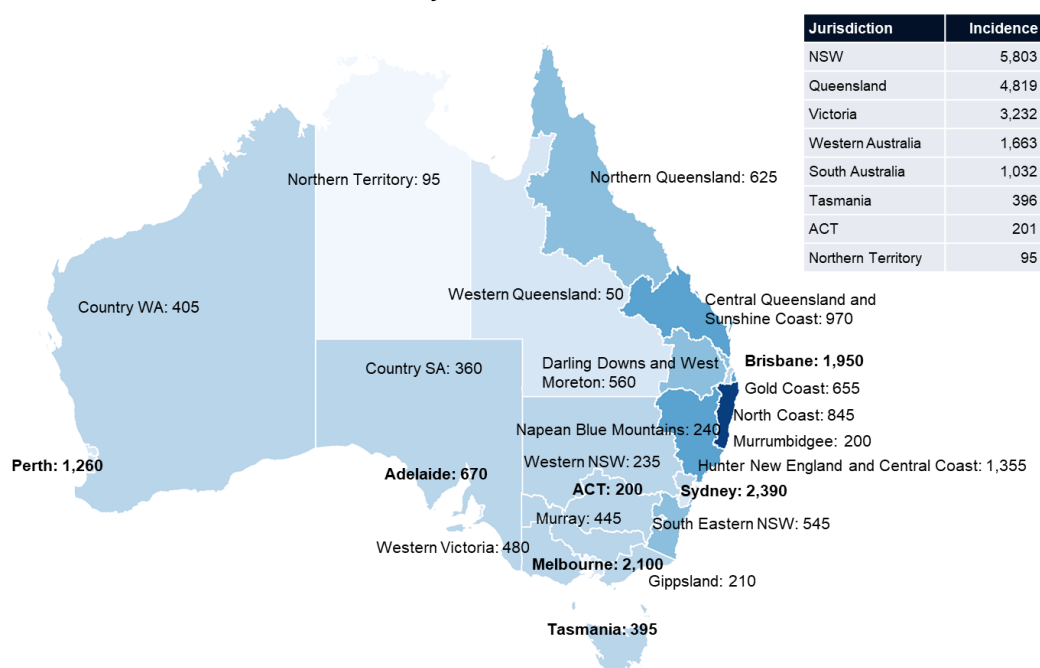 Jurisdiction Incidence
NSW 5,803
Queensland 4,819
Victoria 3,232
Western Australia 1,663
South Australia 1,032
Tasmania 396
ACT 201
Northern Territory 95
Northern Territory: 95
Northern Queensland: 625
Country WA: 405
Western Queensland: 50
Central Queensland and
Sunshine Coast: 970
Country SA: 360
Darling Downs and West
Moreton: 560
Brisbane: 1,950
Gold Coast: 655
North Coast: 845
Napean Blue Mountains: 240
Murrumbidgee: 200
Western NSW: 235
Hunter New England and Central Coast: 1,355
Perth: 1,260
Adelaide: 670
ACT: 200
Sydney: 2,390
Murray: 445
South Eastern NSW: 545
Western Victoria: 480
Melbourne: 2,100
Gippsland: 210
Tasmania: 395